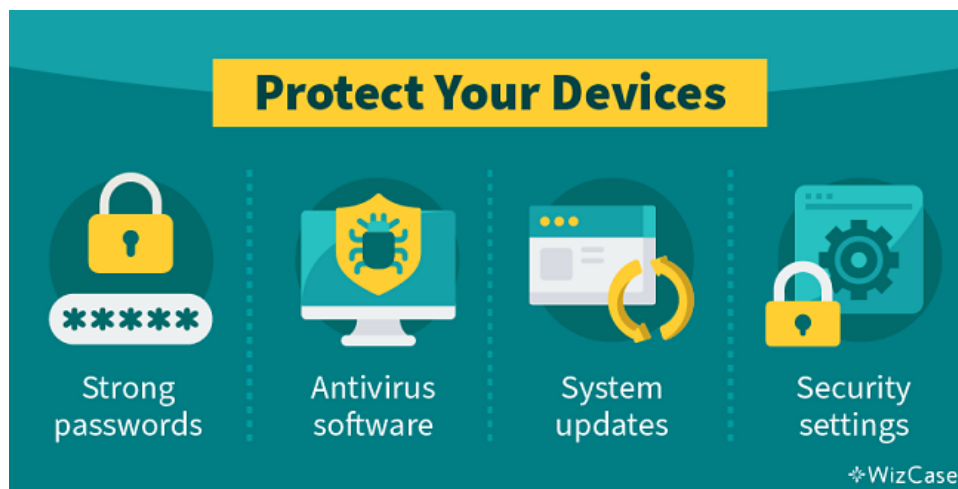 Protect Your Devices
*****
Strong
passwords
Antivirus
software
System
updates
Security
settings
WizCase